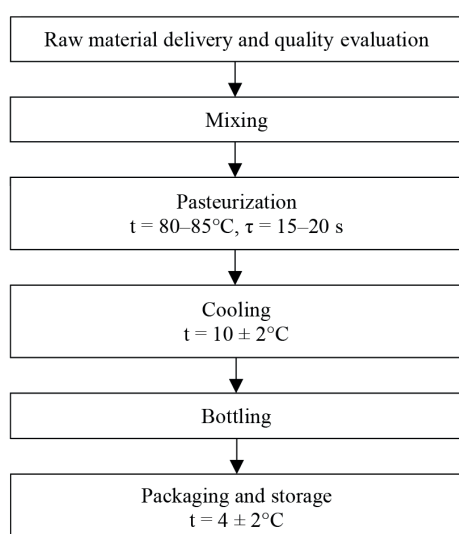 Raw material delivery and quality evaluation
Mixing
Pasteurization
t = 80–85°C, τ = 15–20 s
Cooling
t = 10 ± 2°C
Bottling
Packaging and storage
t = 4 ± 2°C